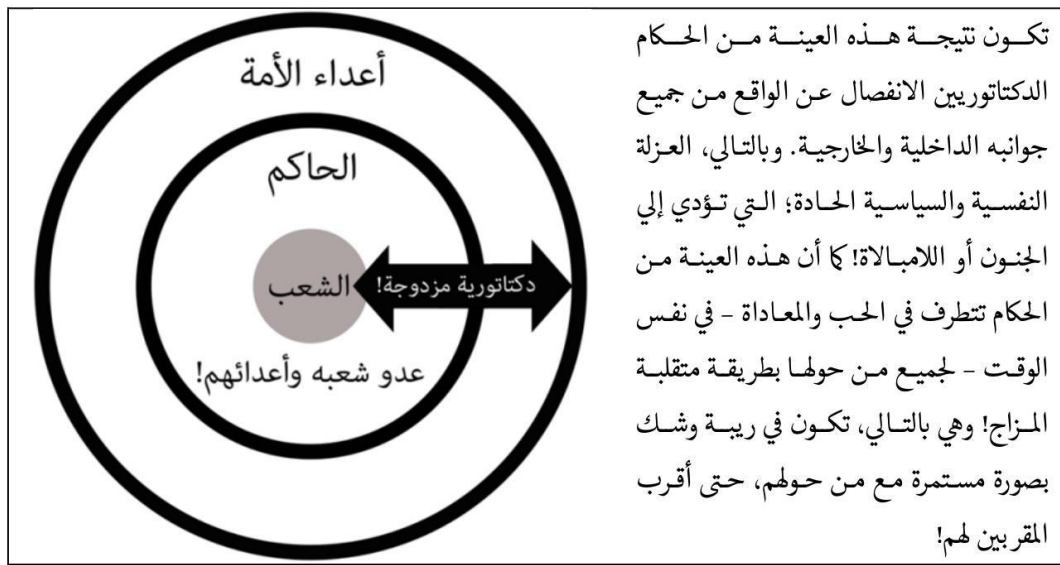 تكون نتيجة هذه العينة من الحكام
الدكتاتوريين الانفصال عن الواقع من جميع
جوانبه الداخلية والخارجية. وبالتالي، العزلة
النفسية والسياسية الحادة؛ التي تؤدي إلي
الجنون أو اللامبالاة! كما أن هذه العينة من
الحكام تتطرف في الحب والمعاداة – في نفس
الوقت – لجميع من حولها بطريقة متقلبة
المزاج! وهي بالتالي، تكون في ريبة وشك
بصورة مستمرة مع من حولهم، حتى أقرب
المقربين لهم!
أعداء الأمة
الحاكم
الشعب
دكتاتورية مزدوجة!
عدو شعبه وأعدائهم!